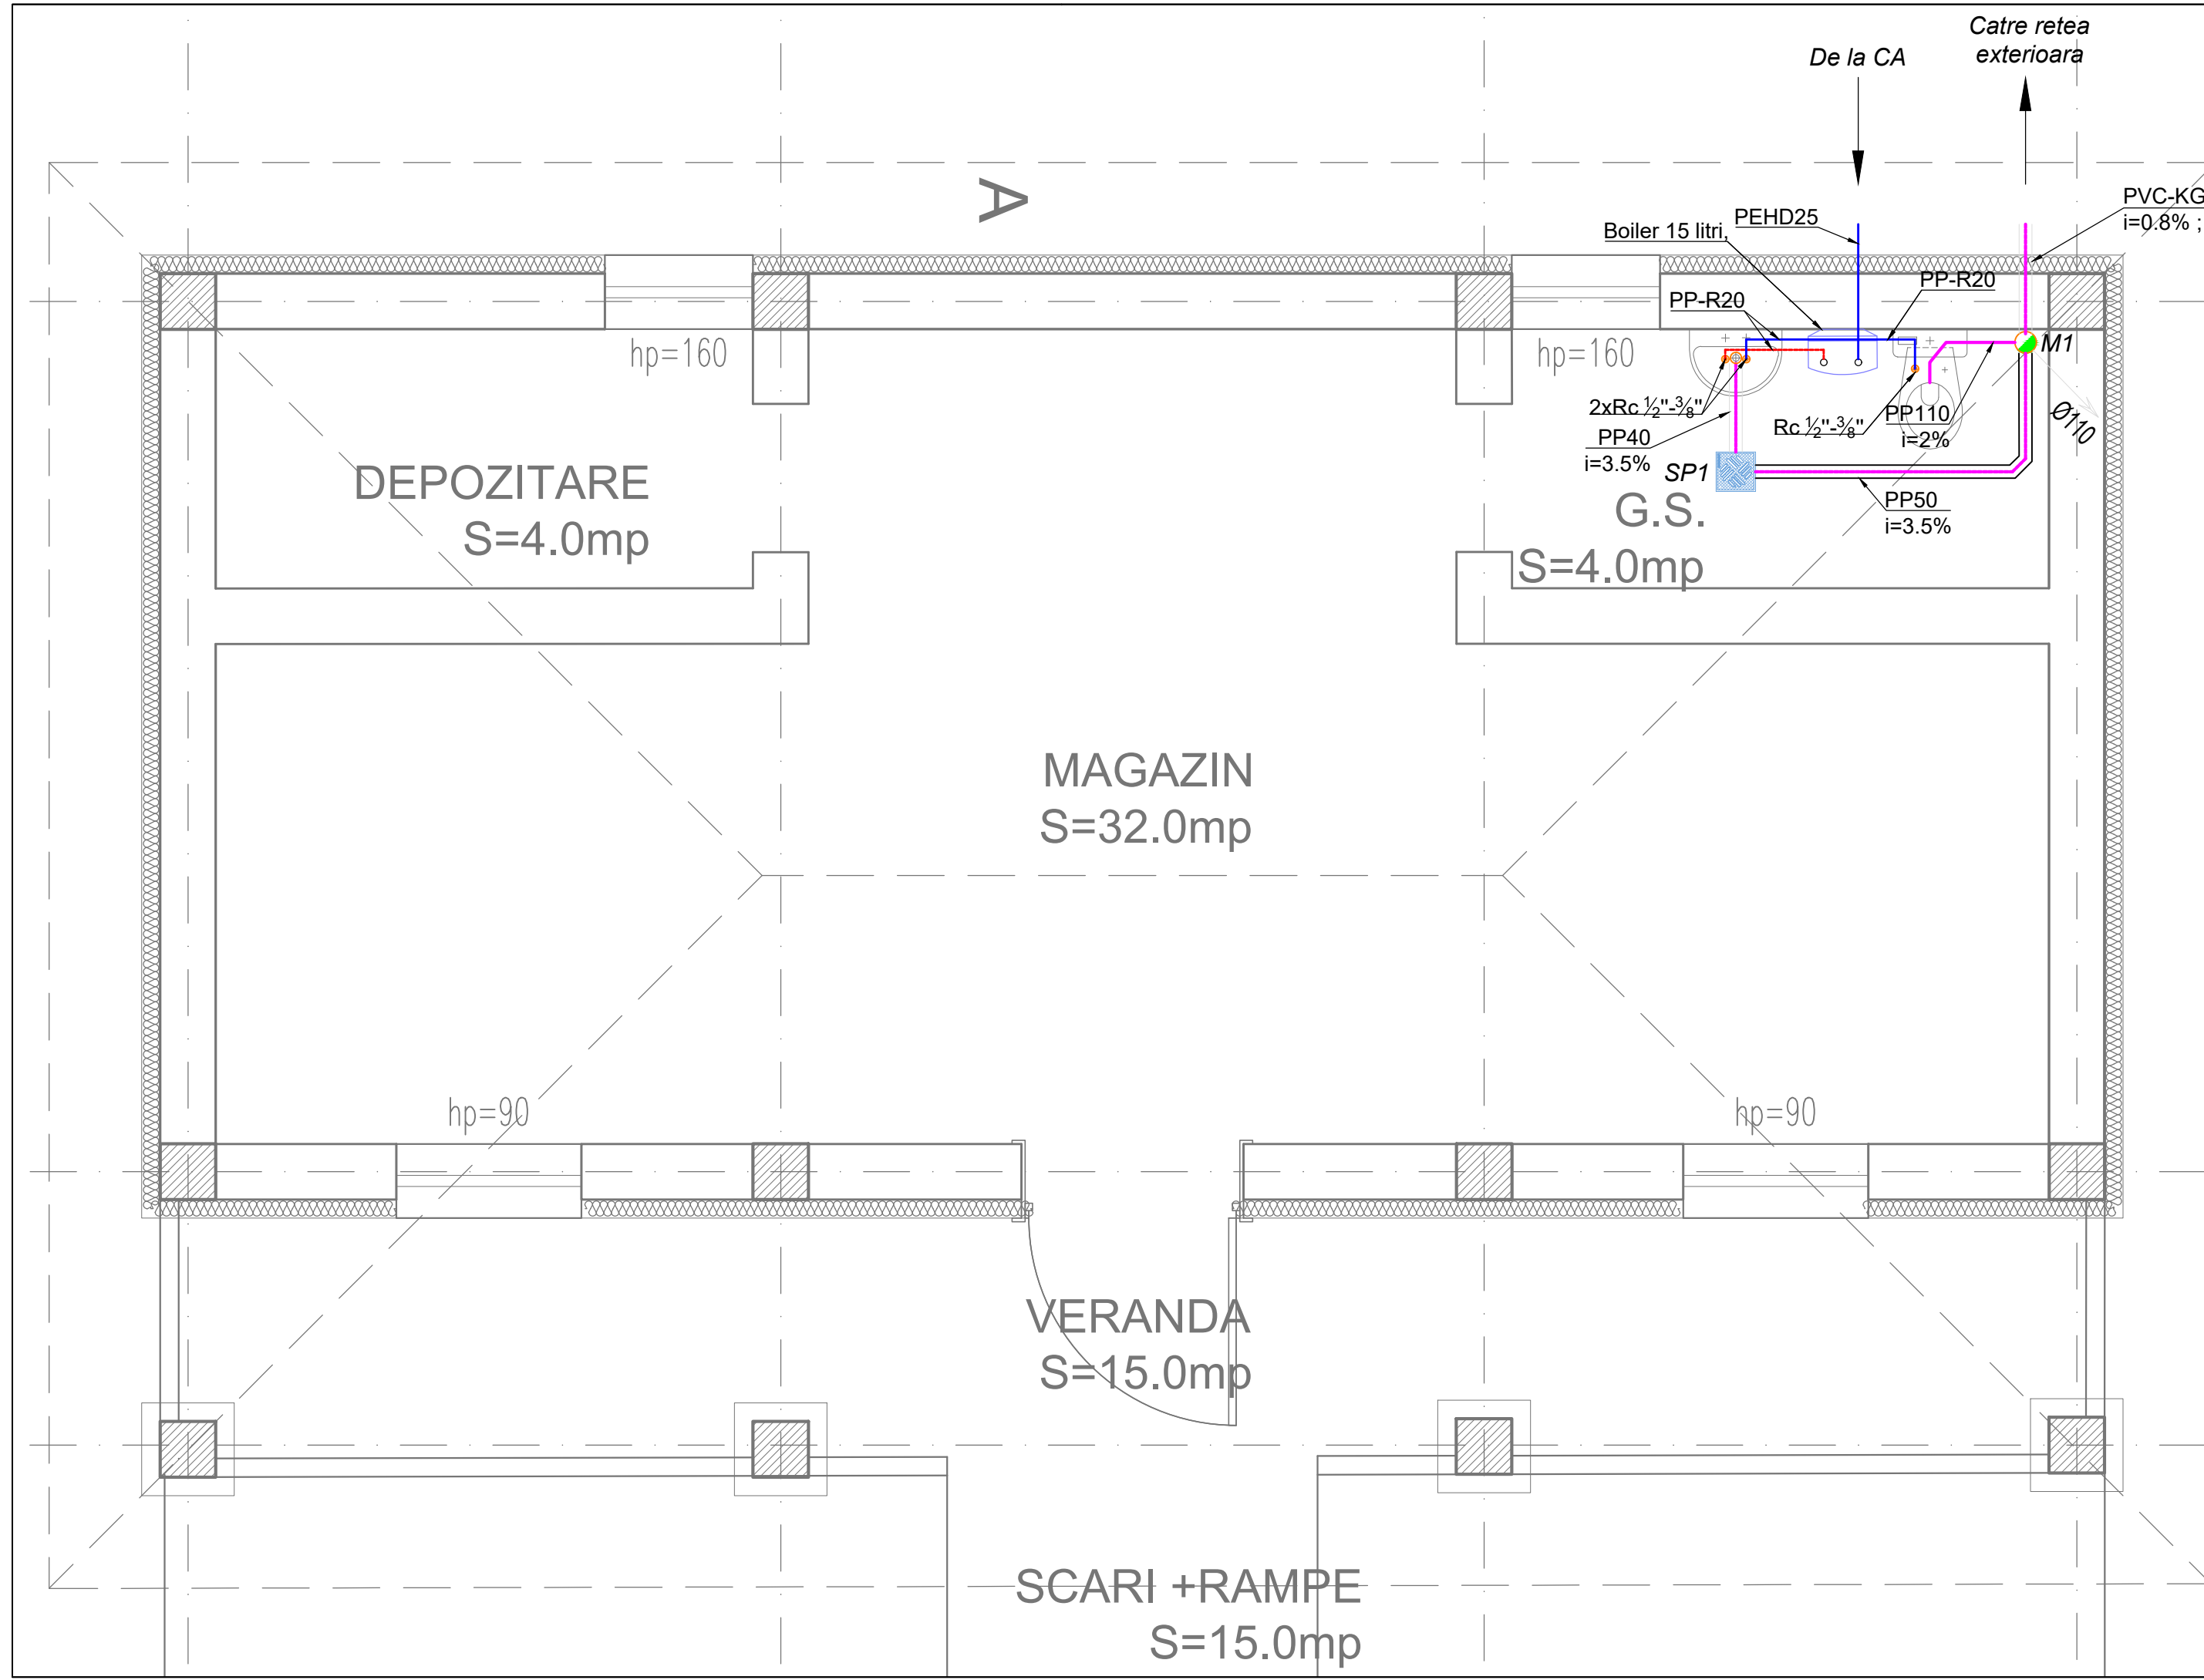 Catre retea
exterioara
De la CA
A
PVC-KG
i=0.8% ;
PEHD25
Boiler 15 litri,
PP-R20
PP-R20
hp=160
hp=160
M1
2xRc ½"-⅜"
PP40
i=3.5%
Rc ½"-⅜"
PP110
i=2%
Ø110
SP1
PP50
i=3.5%
DEPOZITARE
S=4.0mp
G.S.
S=4.0mp
MAGAZIN
S=32.0mp
hp=90
hp=90
VERANDA
S=15.0mp
SCARI +RAMPE
S=15.0mp